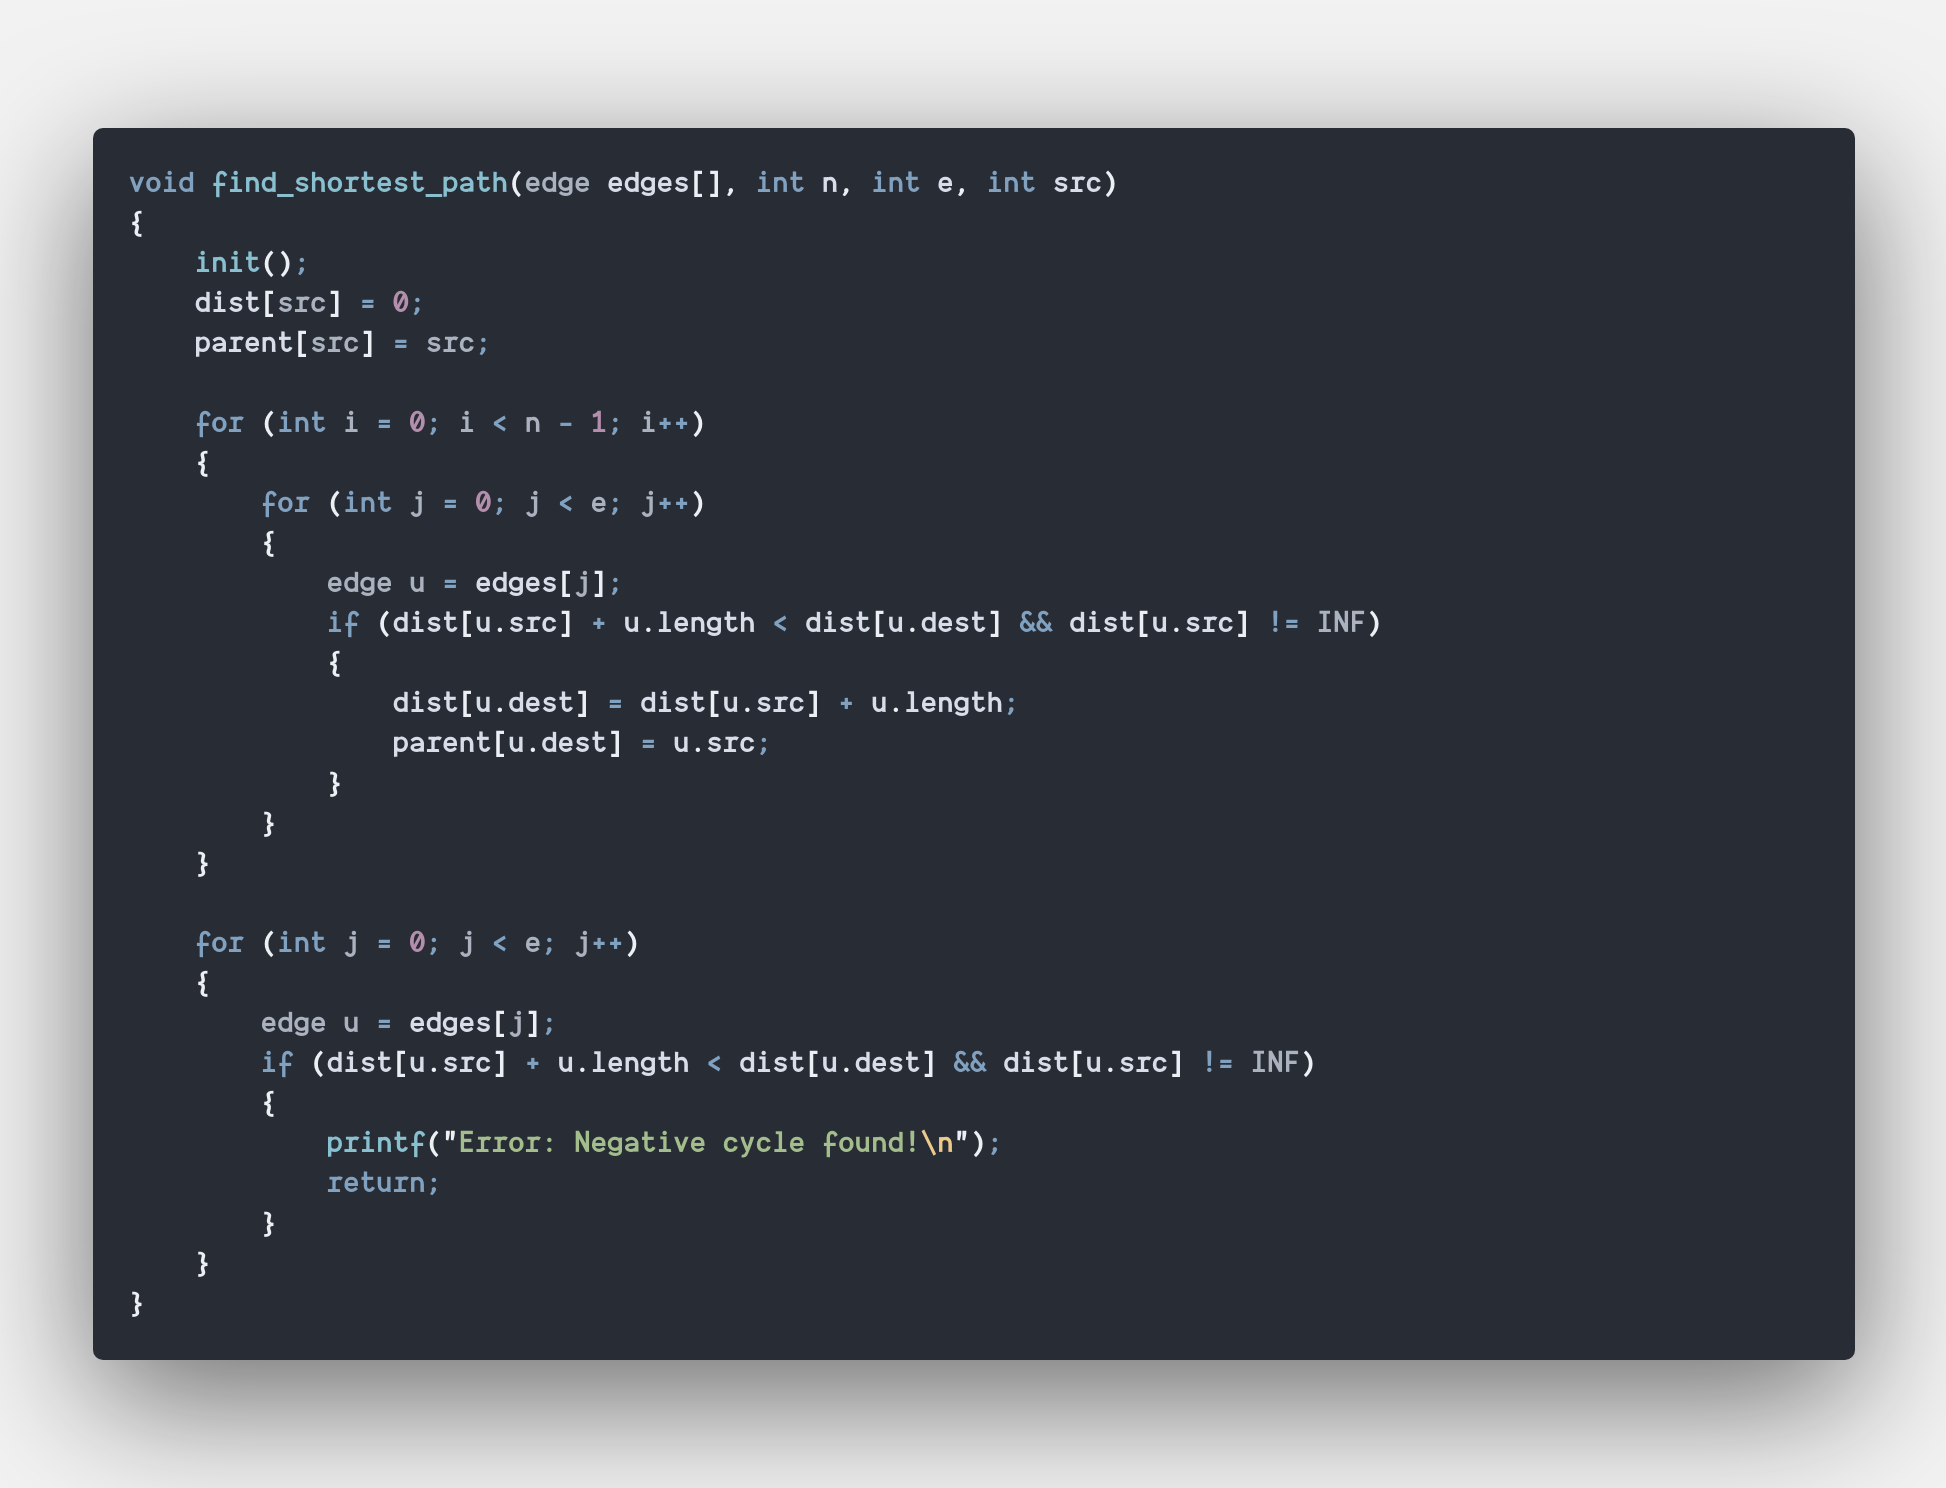 void find_shortest_path(edge edges[], int n, int e, int src)
{
    init();
    dist[src] = 0;
    parent[src] = src;

    for (int i = 0; i < n - 1; i++)
    {
        for (int j = 0; j < e; j++)
        {
            edge u = edges[j];
            if (dist[u.src] + u.length < dist[u.dest] && dist[u.src] != INF)
            {
                dist[u.dest] = dist[u.src] + u.length;
                parent[u.dest] = u.src;
            }
        }
    }

    for (int j = 0; j < e; j++)
    {
        edge u = edges[j];
        if (dist[u.src] + u.length < dist[u.dest] && dist[u.src] != INF)
        {
            printf("Error: Negative cycle found!\n");
            return;
        }
    }
}